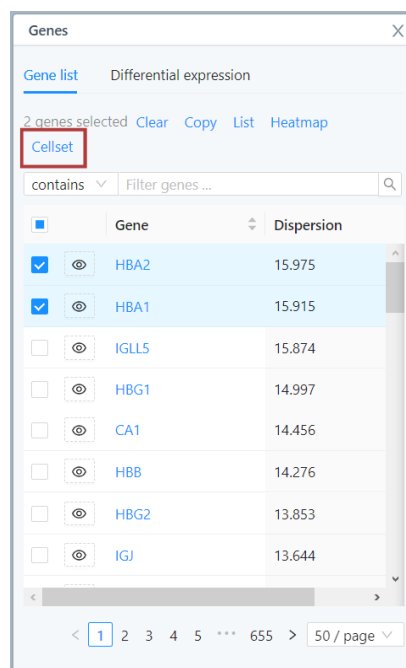 Genes
Gene list Differential expression
2 genes selected Clear Copy List Heatmap
Cellset
contains Filter genes ...
Gene Dispersion
HBA2 15.975
HBA1 15.915
IGLL5 15.874
HBG1 14.997
CA1 14.456
HBB 14.276
HBG2 13.853
IGJ 13.644
< 1 2 3 4 5 ••• 655 > 50 / page